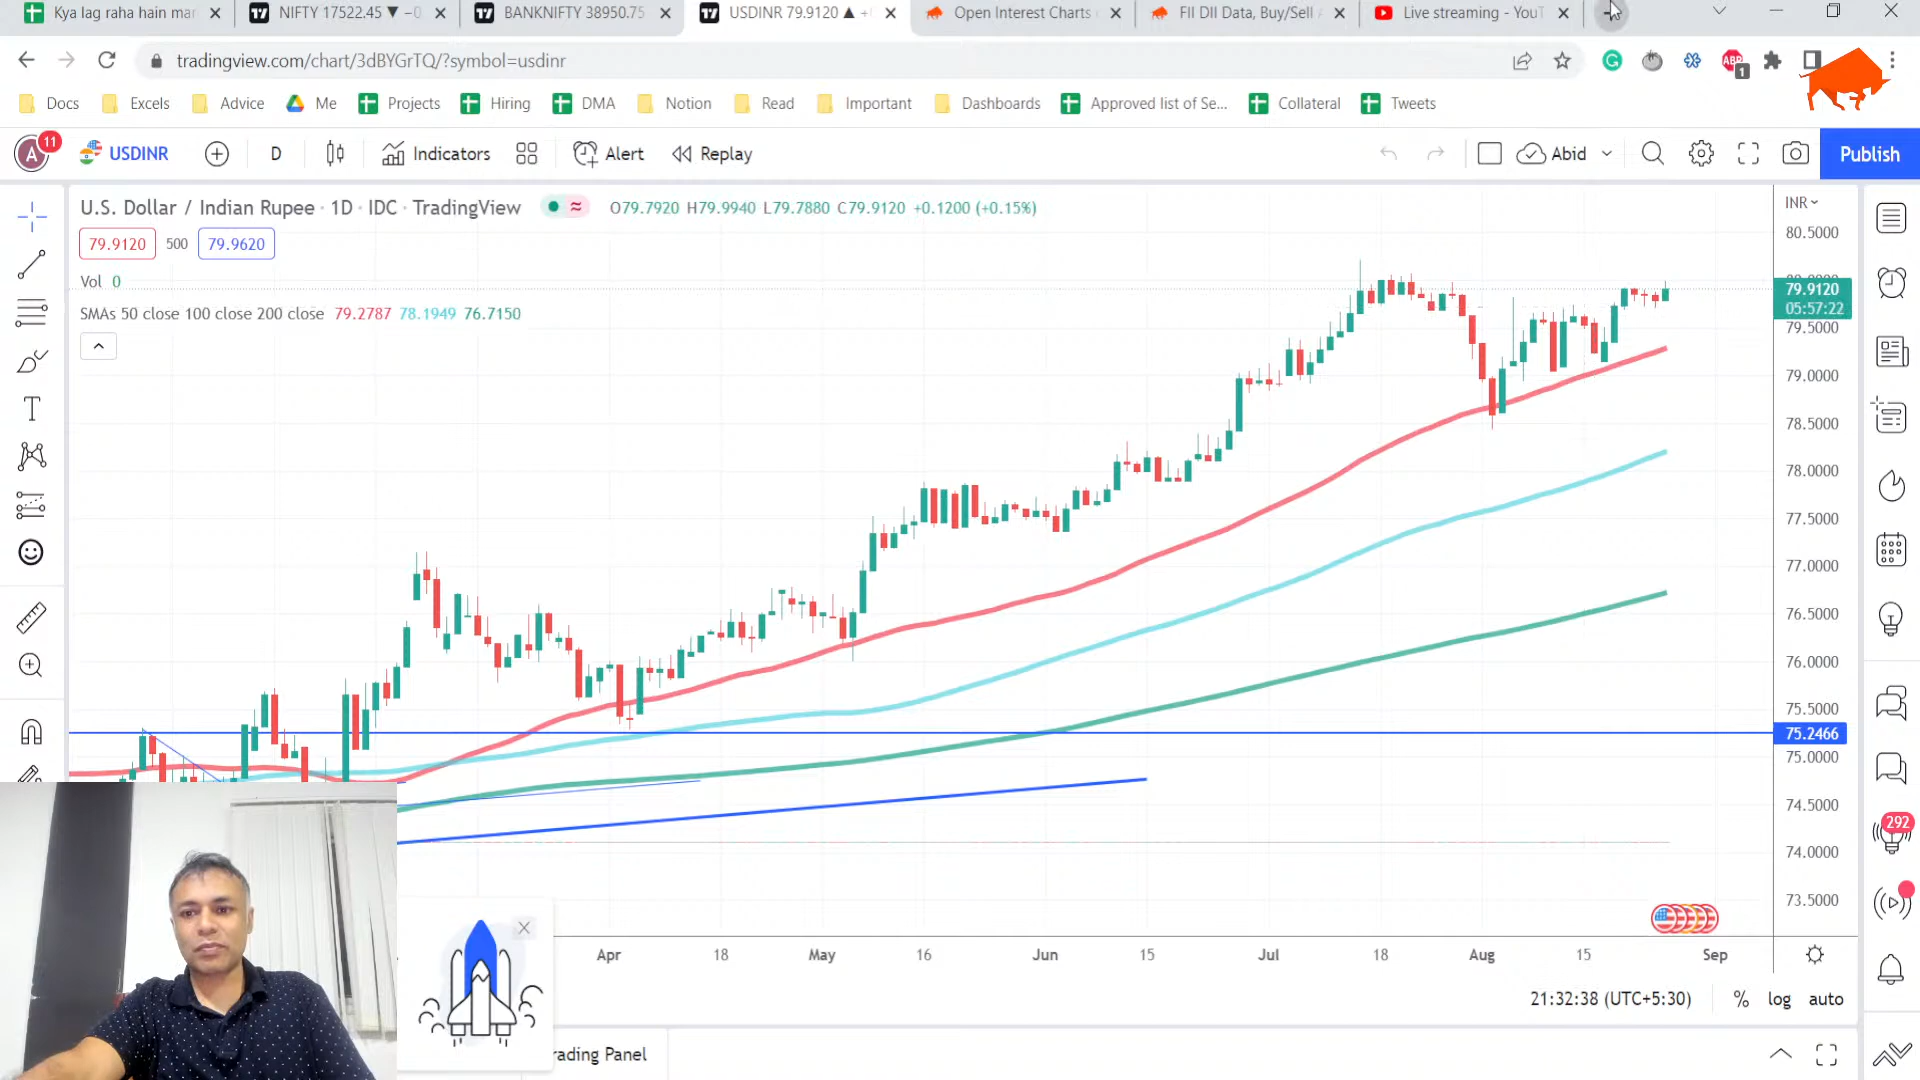 Kya lag raha hain mar
NIFTY 17522.45 ▼ −0
BANKNIFTY 38950.75
USDINR 79.9120 ▲ +
Open Interest Charts
FII DII Data, Buy/Sell
Live streaming - YouT
tradingview.com/chart/3dBYGrTQ/?symbol=usdinr
G
ABP
1
Docs
Excels
Advice
Me
Projects
Hiring
DMA
Notion
Read
Important
Dashboards
Approved list of Se...
Collateral
Tweets
A
11
USDINR
D
Indicators
Alert
Replay
Abid
Publish
U.S. Dollar / Indian Rupee · 1D · IDC · TradingView
O79.7920 H79.9940 L79.7880 C79.9120 +0.1200 (+0.15%)
INR
79.9120
500
79.9620
Vol 0
SMAs 50 close 100 close 200 close 79.2787 78.1949 76.7150
80.5000
79.9120
05:57:22
79.5000
79.0000
78.5000
78.0000
77.5000
77.0000
76.5000
76.0000
75.5000
75.2466
75.0000
74.5000
74.0000
73.5000
292
Apr
18
May
16
Jun
15
Jul
18
Aug
15
Sep
21:32:38 (UTC+5:30)
%
log
auto
rading Panel